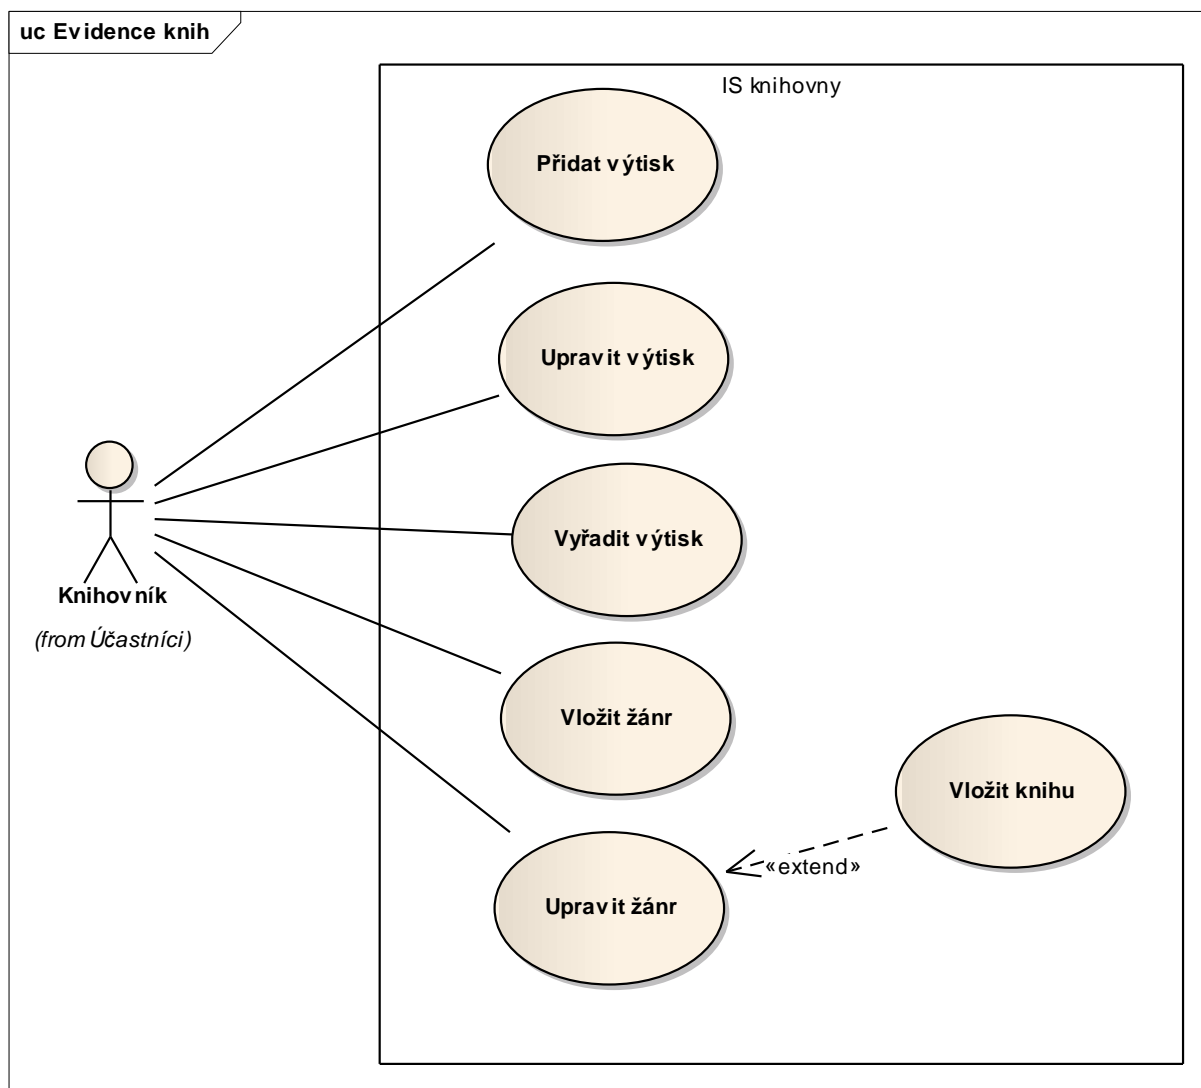 uc Evidence knih
IS knihovny
Přidat výtisk
Upravit výtisk
Vyřadit výtisk
Knihovník
(from Účastníci)
Vložit žánr
Vložit knihu
«extend»
Upravit žánr